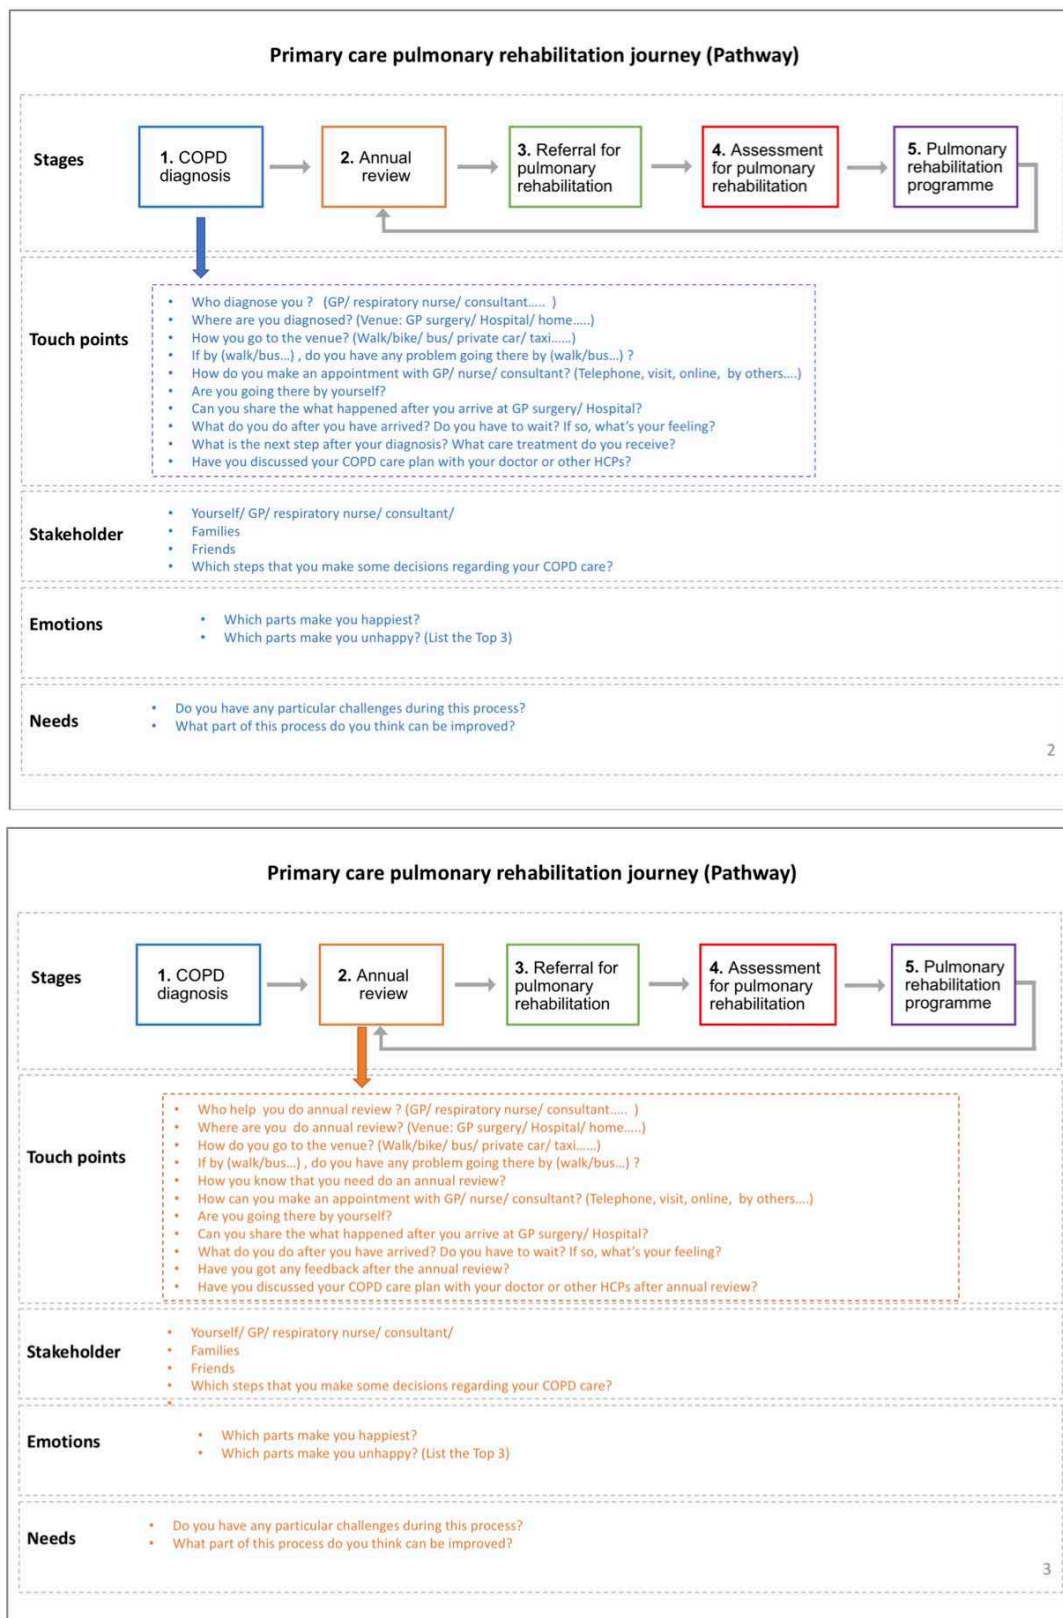 Primary care pulmonary rehabilitation journey (Pathway)
Stages
1. COPD
diagnosis
2. Annual
review
3. Referral for
pulmonary
rehabilitation
4. Assessment
for pulmonary
rehabilitation
5. Pulmonary
rehabilitation
programme
Touch points
• Who diagnose you ? (GP/ respiratory nurse/ consultant..... )
• Where are you diagnosed? (Venue: GP surgery/ Hospital/ home.....)
• How you go to the venue? (Walk/bike/ bus/ private car/ taxi......)
• If by (walk/bus...) , do you have any problem going there by (walk/bus...) ?
• How do you make an appointment with GP/ nurse/ consultant? (Telephone, visit, online, by others....)
• Are you going there by yourself?
• Can you share the what happened after you arrive at GP surgery/ Hospital?
• What do you do after you have arrived? Do you have to wait? If so, what's your feeling?
• What is the next step after your diagnosis? What care treatment do you receive?
• Have you discussed your COPD care plan with your doctor or other HCPs?
Stakeholder
• Yourself/ GP/ respiratory nurse/ consultant/
• Families
• Friends
• Which steps that you make some decisions regarding your COPD care?
Emotions
• Which parts make you happiest?
• Which parts make you unhappy? (List the Top 3)
Needs
• Do you have any particular challenges during this process?
• What part of this process do you think can be improved?
2
Primary care pulmonary rehabilitation journey (Pathway)
Stages
1. COPD
diagnosis
2. Annual
review
3. Referral for
pulmonary
rehabilitation
4. Assessment
for pulmonary
rehabilitation
5. Pulmonary
rehabilitation
programme
Touch points
• Who help you do annual review ? (GP/ respiratory nurse/ consultant..... )
• Where are you do annual review? (Venue: GP surgery/ Hospital/ home.....)
• How do you go to the venue? (Walk/bike/ bus/ private car/ taxi......)
• If by (walk/bus...) , do you have any problem going there by (walk/bus...) ?
• How you know that you need do an annual review?
• How can you make an appointment with GP/ nurse/ consultant? (Telephone, visit, online, by others....)
• Are you going there by yourself?
• Can you share the what happened after you arrive at GP surgery/ Hospital?
• What do you do after you have arrived? Do you have to wait? If so, what's your feeling?
• Have you got any feedback after the annual review?
• Have you discussed your COPD care plan with your doctor or other HCPs after annual review?
Stakeholder
• Yourself/ GP/ respiratory nurse/ consultant/
• Families
• Friends
• Which steps that you make some decisions regarding your COPD care?
•
Emotions
• Which parts make you happiest?
• Which parts make you unhappy? (List the Top 3)
Needs
• Do you have any particular challenges during this process?
• What part of this process do you think can be improved?
3